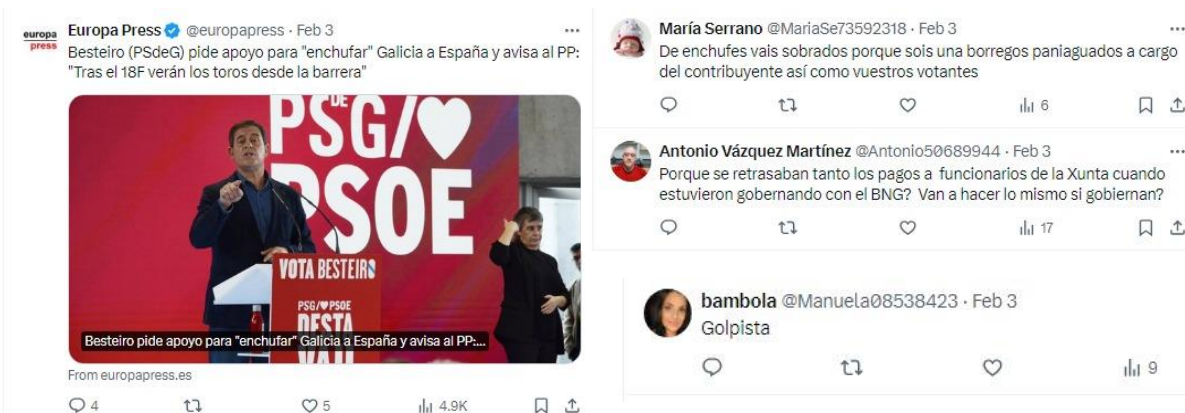 europa
press
Europa Press @europapress · Feb 3
Besteiro (PSdeG) pide apoyo para "enchufar" Galicia a España y avisa al PP:
"Tras el 18F verán los toros desde la barrera"
DE
PSG/
PSOE
VOTA BESTEIRO
PSG/ PSOE
DESTA
Besteiro pide apoyo para "enchufar" Galicia a España y avisa al PP:...
From europapress.es
4
5
4.9K
María Serrano @MariaSe73592318 · Feb 3
De enchufes vais sobrados porque sois una borregos paniaguados a cargo
del contribuyente así como vuestros votantes
6
Antonio Vázquez Martínez @Antonio50689944 · Feb 3
Porque se retrasaban tanto los pagos a funcionarios de la Xunta cuando
estuvieron gobernando con el BNG? Van a hacer lo mismo si gobiernan?
17
bambola @Manuela08538423 · Feb 3
Golpista
9